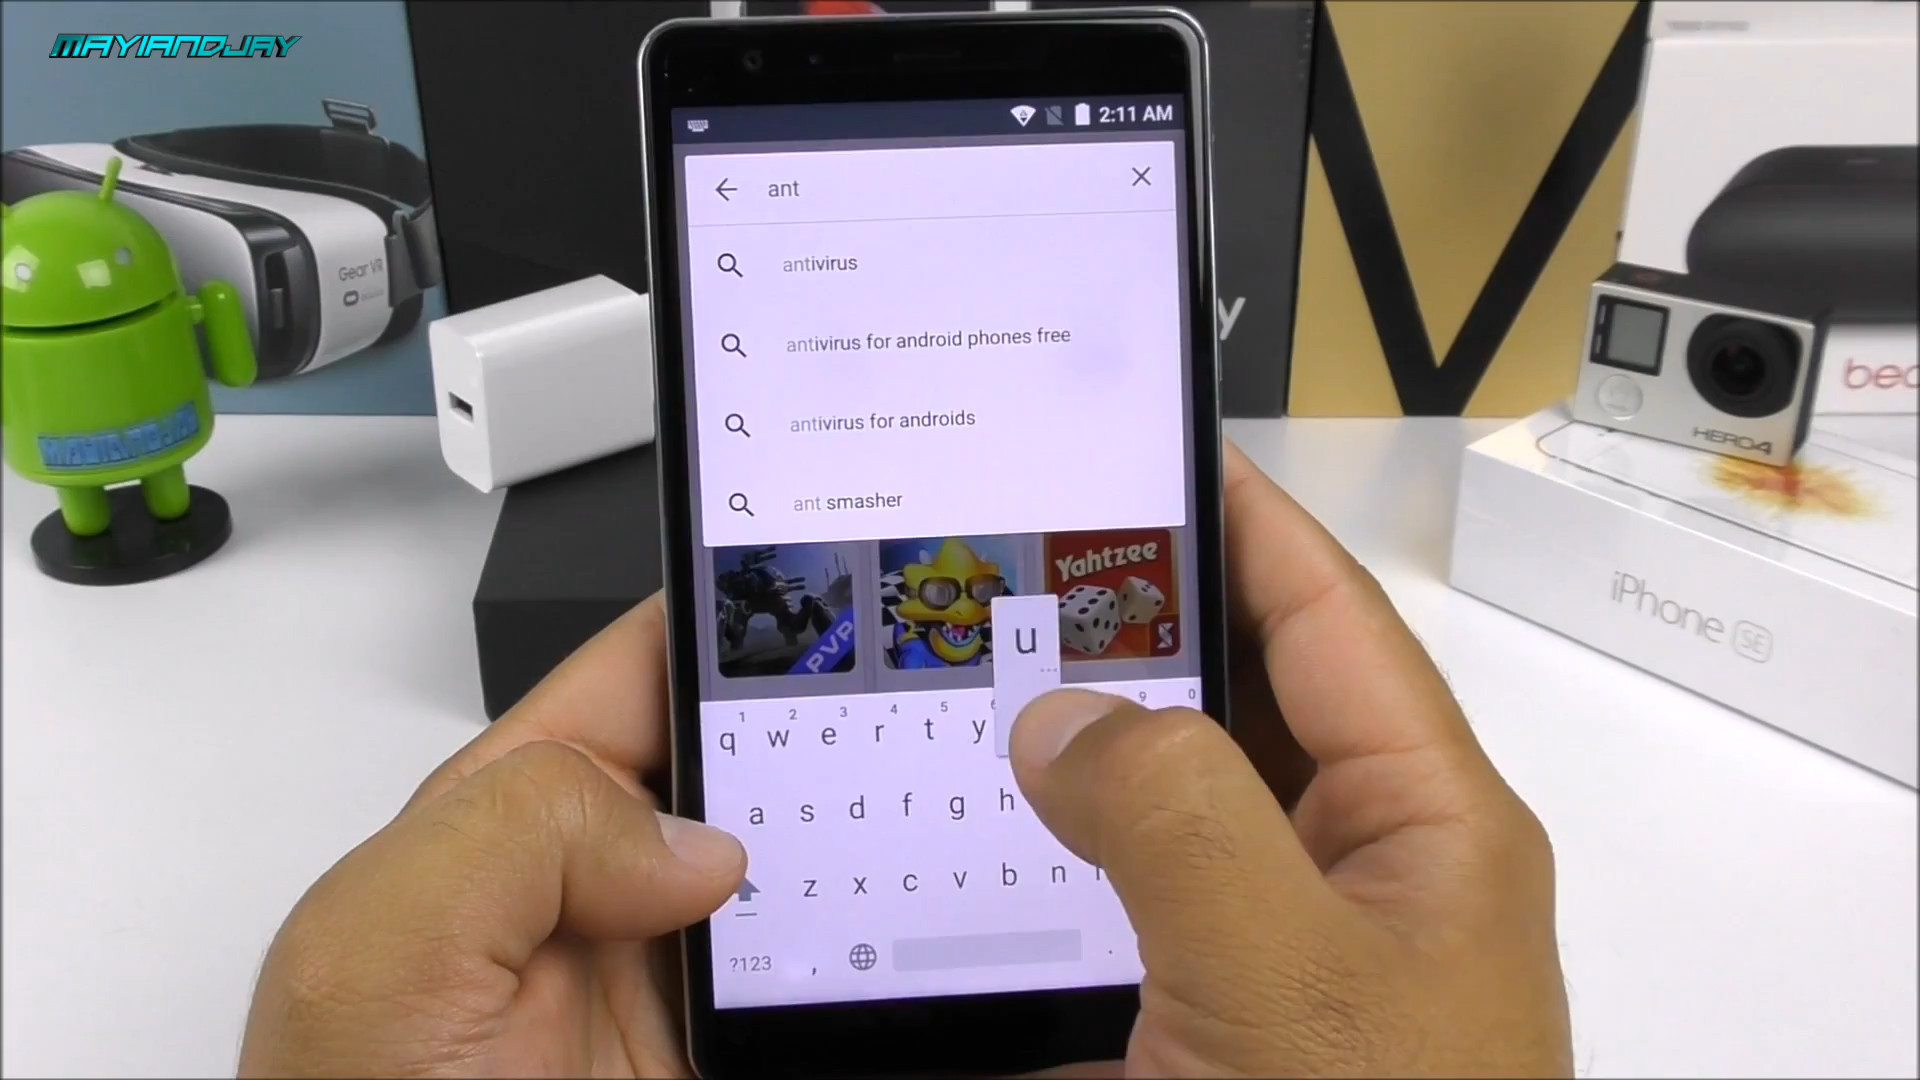 MAYIANDJAY
2:11 AM
ant
antivirus
antivirus for android phones free
antivirus for androids
ant smasher
Gear VR
y
HERO4
iPhone SE
PVP
Yahtzee
u
1 2 3 4 5 6 9 0
q w e r t y
a s d f g h
z x c v b n
?123 , .